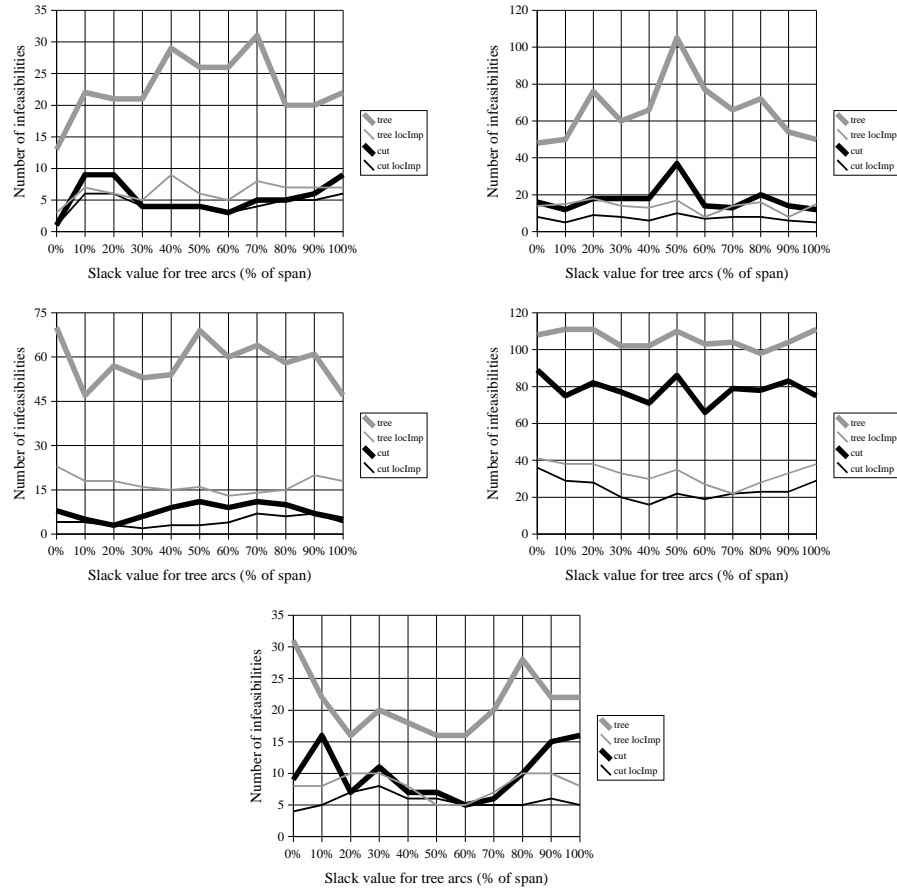 35
30
25
20
15
10
5
0
Number of infeasibilities
0% 10% 20% 30% 40% 50% 60% 70% 80% 90% 100%
Slack value for tree arcs (% of span)
tree
tree locImp
cut
cut locImp
120
100
80
60
40
20
0
Number of infeasibilities
0% 10% 20% 30% 40% 50% 60% 70% 80% 90% 100%
Slack value for tree arcs (% of span)
tree
tree locImp
cut
cut locImp
75
60
45
30
15
0
Number of infeasibilities
0% 10% 20% 30% 40% 50% 60% 70% 80% 90% 100%
Slack value for tree arcs (% of span)
tree
tree locImp
cut
cut locImp
120
100
80
60
40
20
0
Number of infeasibilities
0% 10% 20% 30% 40% 50% 60% 70% 80% 90% 100%
Slack value for tree arcs (% of span)
tree
tree locImp
cut
cut locImp
35
30
25
20
15
10
5
0
Number of infeasibilities
0% 10% 20% 30% 40% 50% 60% 70% 80% 90% 100%
Slack value for tree arcs (% of span)
tree
tree locImp
cut
cut locImp